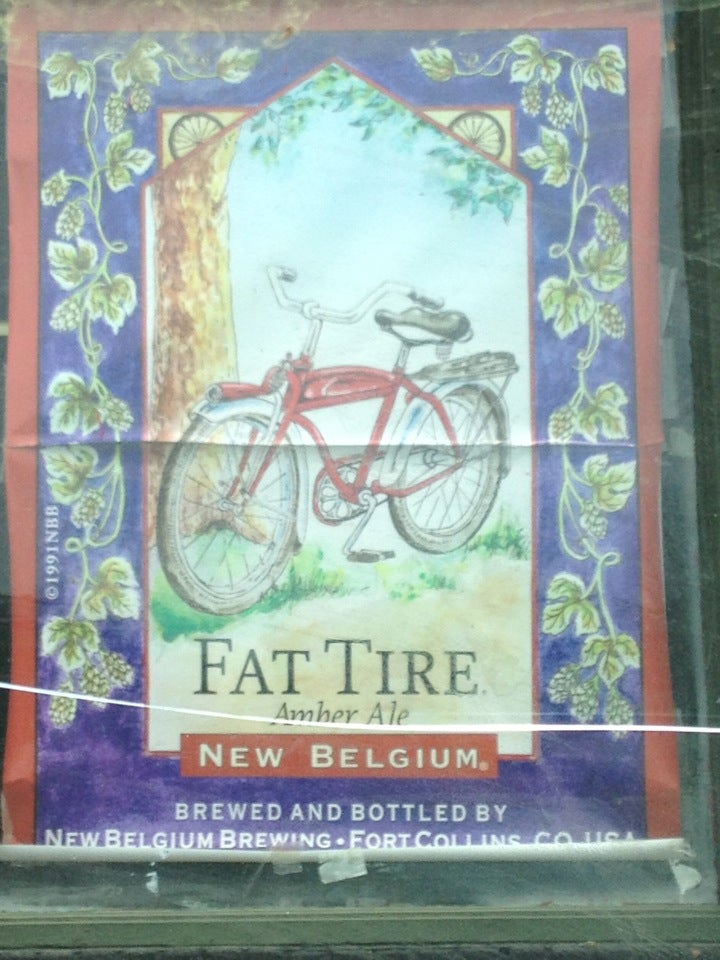 ©1991NBB
FAT TIRE.
Amber Ale
NEW BELGIUM®
BREWED AND BOTTLED BY
NEW BELGIUM BREWING • FORT COLLINS, CO USA